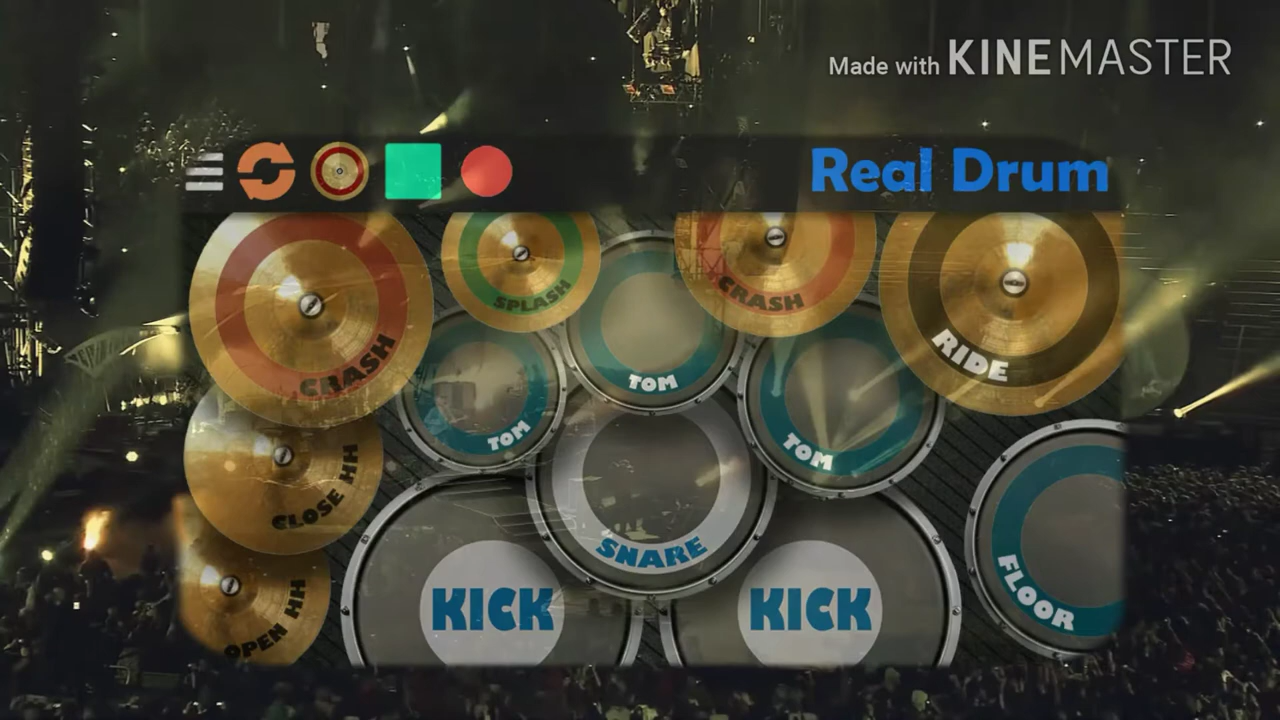 Made with KINEMASTER
Real Drum
CRASH
SPLASH
CRASH
RIDE
TOM
TOM
TOM
CLOSE HH
SNARE
OPEN HH
KICK
KICK
FLOOR